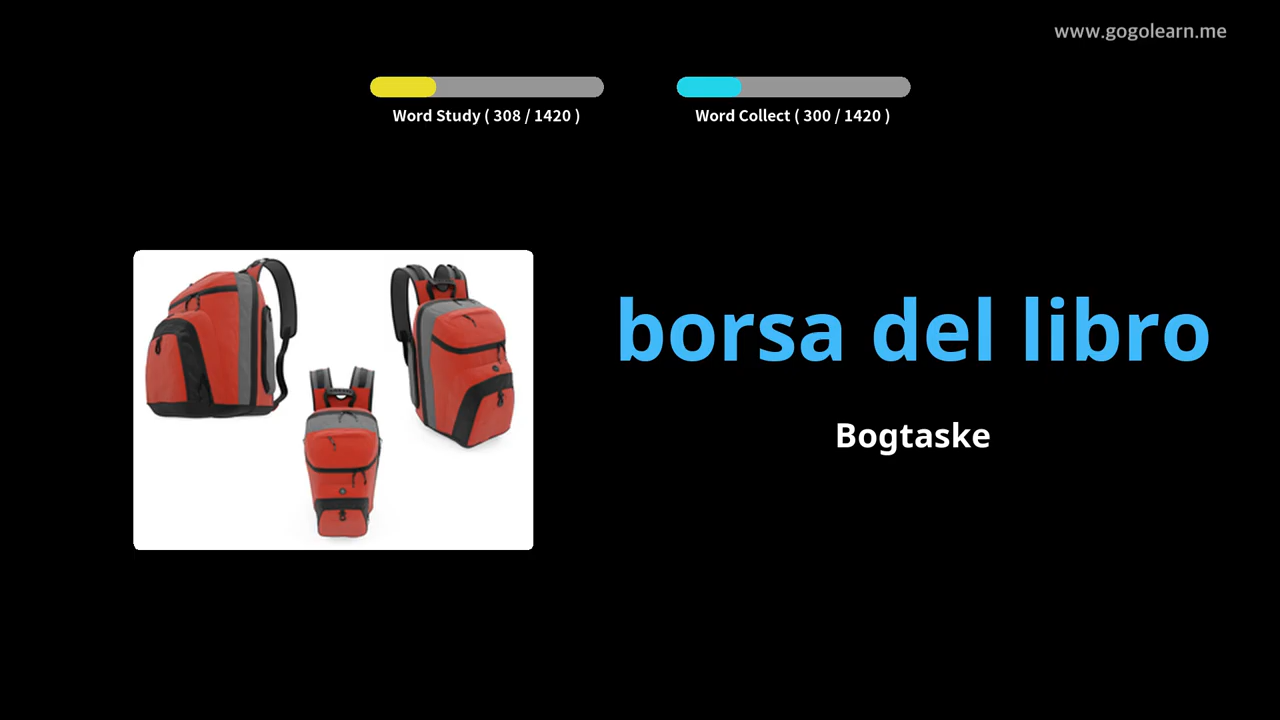 www.gogolearn.me
Word Study ( 308 / 1420 )
Word Collect ( 300 / 1420 )
borsa del libro
Bogtaske